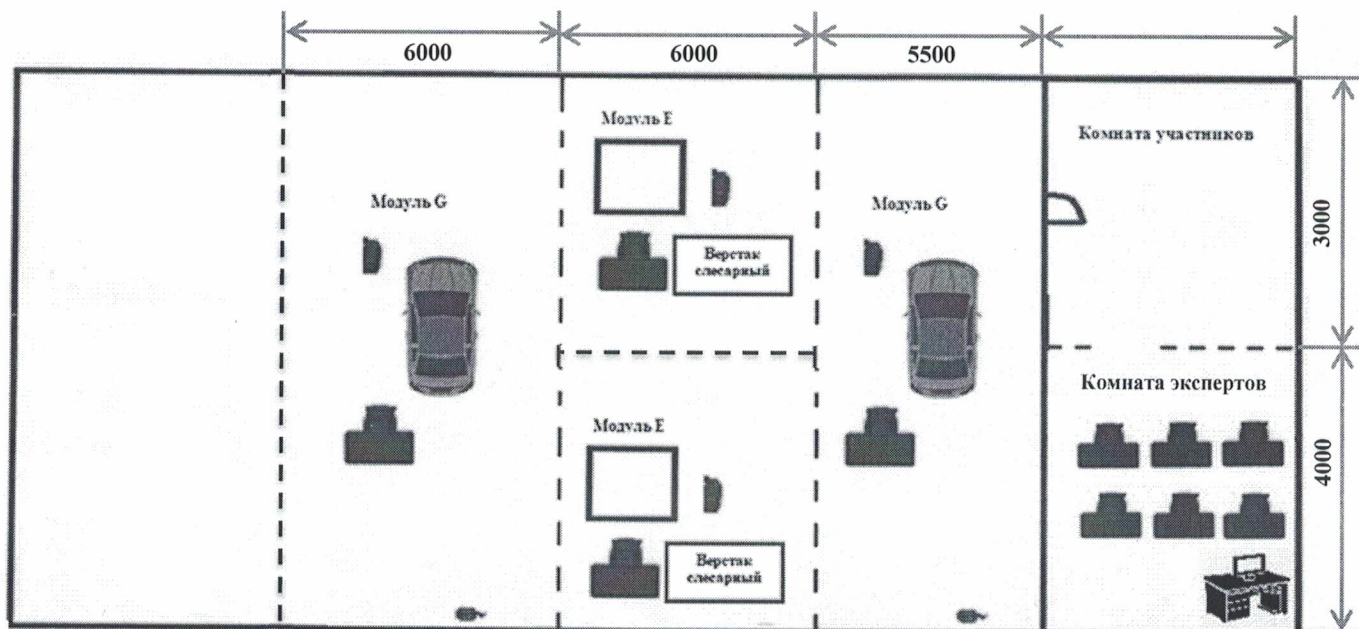 6000
6000
5500
Модуль E
Комната участников
Модуль G
Модуль G
3000
Верстак
слесарный
Комната экспертов
Модуль E
4000
Верстак
слесарный